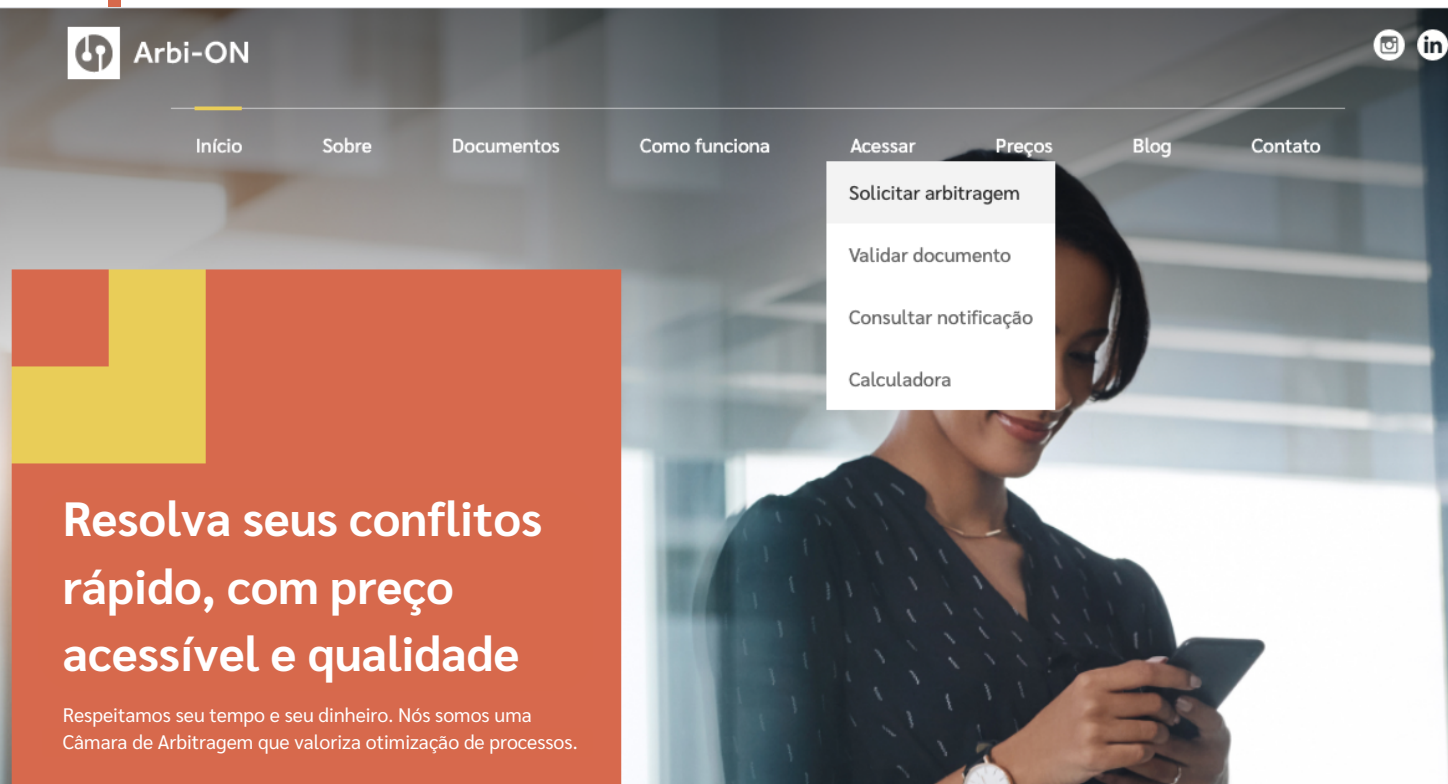 Arbi-ON
in
Início Sobre Documentos Como funciona Acessar Preços Blog Contato
Solicitar arbitragem
Validar documento
Consultar notificação
Calculadora
Resolva seus conflitos
rápido, com preço
acessível e qualidade
Respeitamos seu tempo e seu dinheiro. Nós somos uma
Câmara de Arbitragem que valoriza otimização de processos.